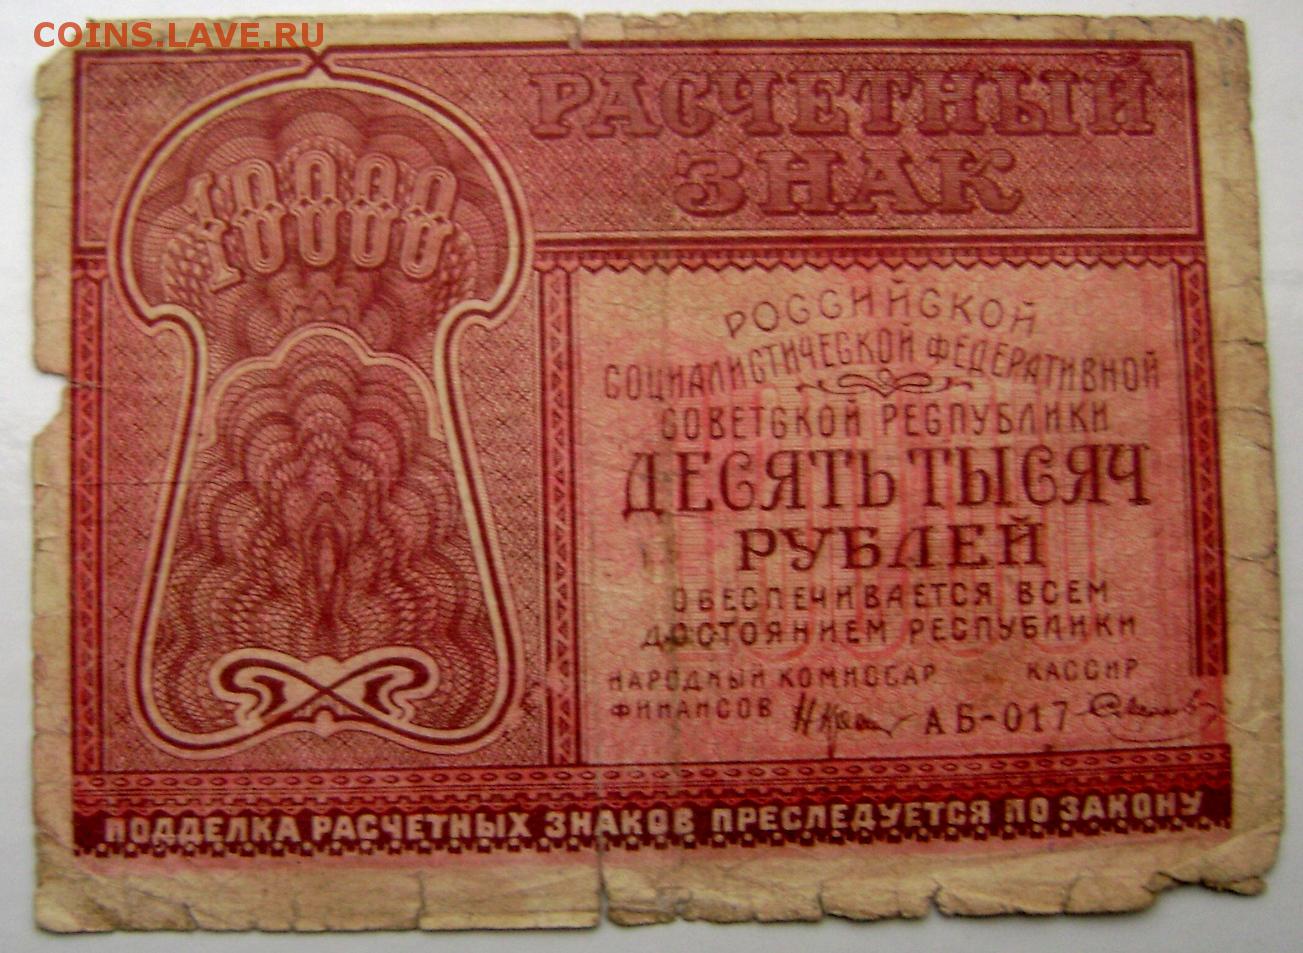 COINS.LAVE.RU
РАСЧЕТНЫЙ
ЗНАК
10000
РОССИЙСКОЙ
СОЦИАЛИСТИЧЕСКОЙ ФЕДЕРАТИВНОЙ
СОВЕТСКОЙ РЕСПУБЛИКИ
ДЕСЯТЬ ТЫСЯЧ
РУБЛЕЙ
ОБЕСПЕЧИВАЕТСЯ ВСЕМ
ДОСТОЯНИЕМ РЕСПУБЛИКИ
НАРОДНЫЙ КОМИССАР КАССИР
ФИНАНСОВ АБ-017
ПОДДЕЛКА РАСЧЕТНЫХ ЗНАКОВ ПРЕСЛЕДУЕТСЯ ПО ЗАКОНУ